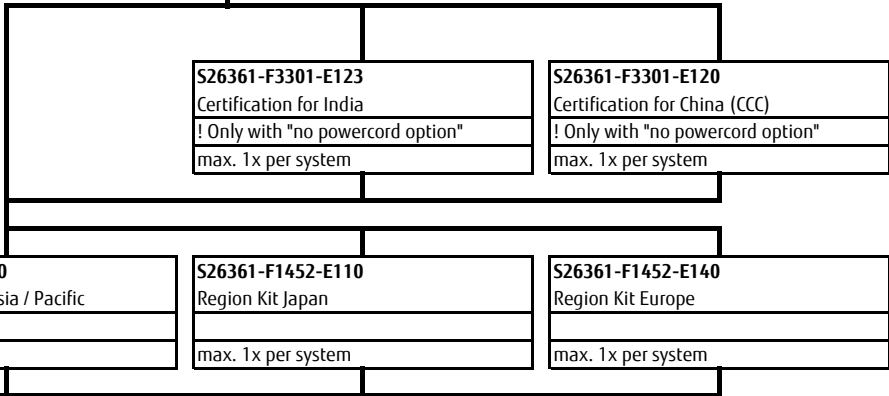 S26361-F3301-E123
Certification for India
! Only with "no powercord option"
max. 1x per system
S26361-F3301-E120
Certification for China (CCC)
! Only with "no powercord option"
max. 1x per system
0
sia / Pacific
S26361-F1452-E110
Region Kit Japan
max. 1x per system
S26361-F1452-E140
Region Kit Europe
max. 1x per system